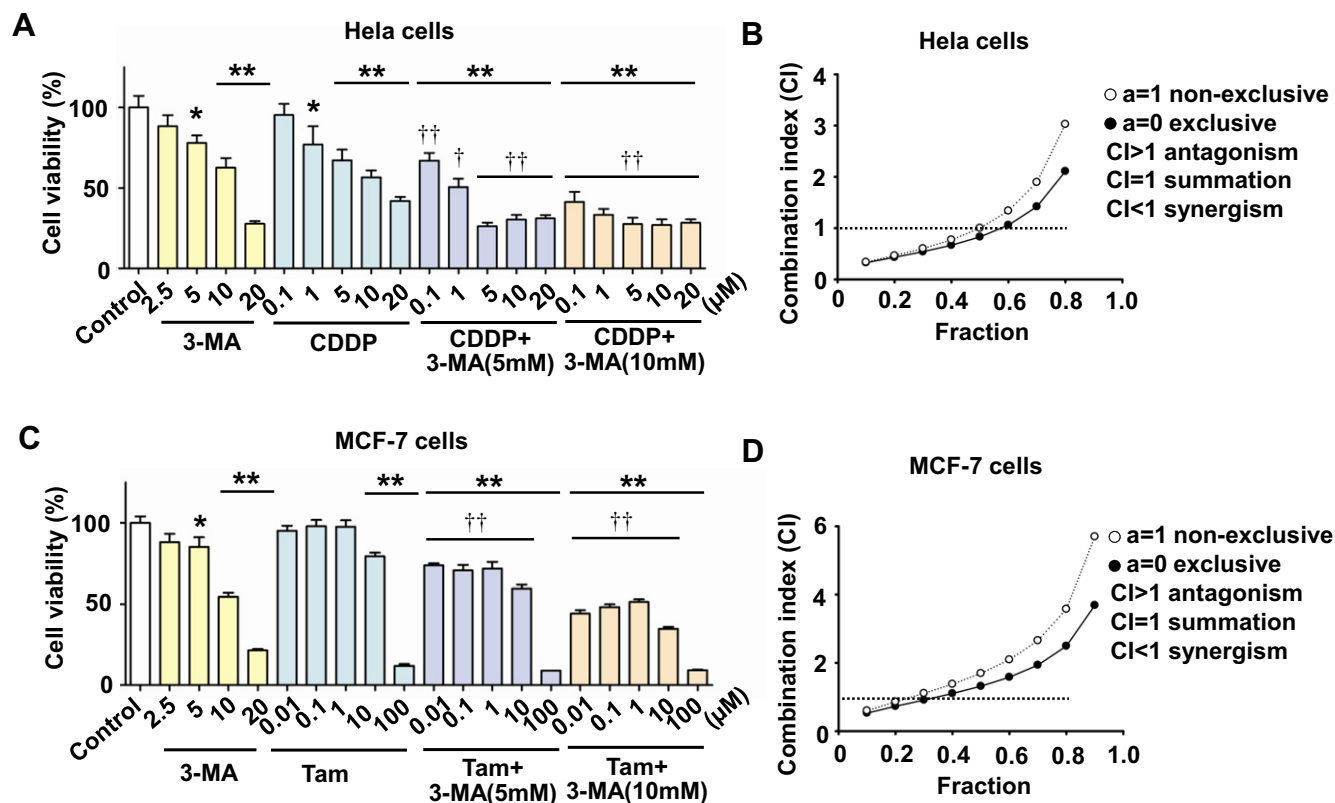 A
Hela cells
** ** ** **
* *
†† † †† ††
Cell viability (%)
100
50
0
Control 2.5 5 10 20 0.1 1 5 10 20 0.1 1 5 10 20 0.1 1 5 10 20 (μM)
3-MA CDDP CDDP+ CDDP+
3-MA(5mM) 3-MA(10mM)
B
Hela cells
Combination index (CI)
4
3
2
1
0
0 0.2 0.4 0.6 0.8 1.0
Fraction
a=1 non-exclusive
a=0 exclusive
CI>1 antagonism
CI=1 summation
CI<1 synergism
C
MCF-7 cells
** ** ** **
*
†† ††
Cell viability (%)
100
50
0
Control 2.5 5 10 20 0.01 0.1 1 10 100 0.01 0.1 1 10 100 0.01 0.1 1 10 100 (μM)
3-MA Tam Tam+ Tam+
3-MA(5mM) 3-MA(10mM)
D
MCF-7 cells
Combination index (CI)
6
4
2
0
0 0.2 0.4 0.6 0.8 1.0
Fraction
a=1 non-exclusive
a=0 exclusive
CI>1 antagonism
CI=1 summation
CI<1 synergism